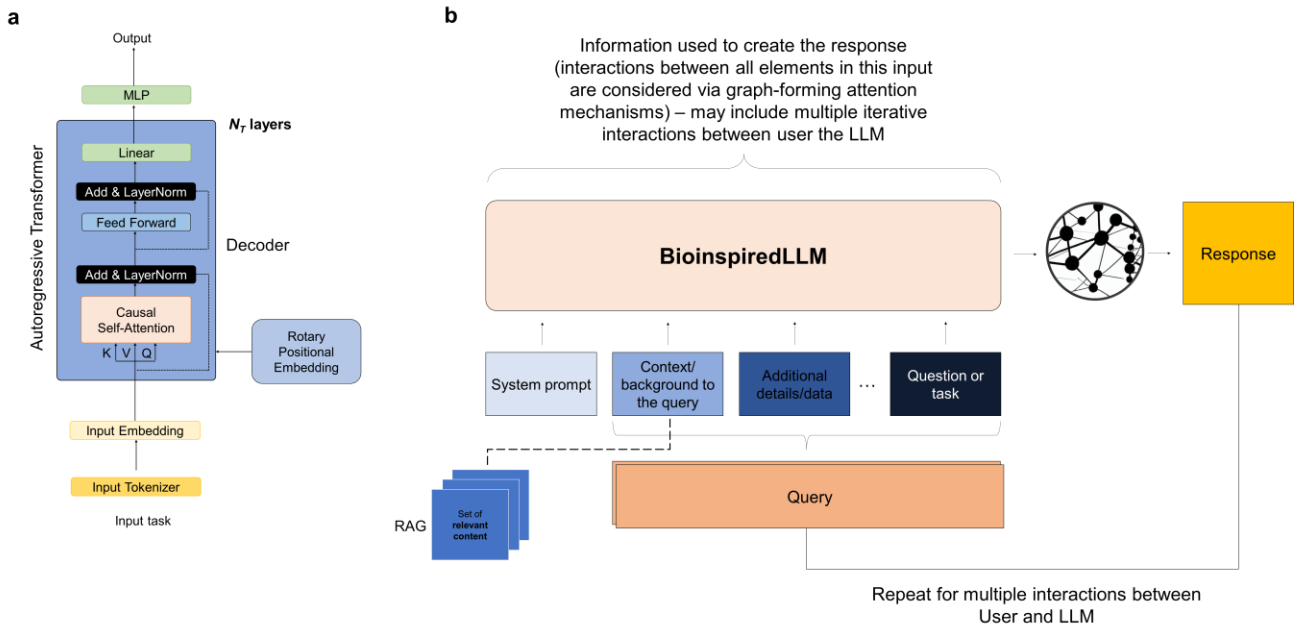 a
Output
MLP
N_T layers
Linear
Add & LayerNorm
Feed Forward
Decoder
Add & LayerNorm
Causal
Self-Attention
K V Q
Autoregressive Transformer
Rotary
Positional
Embedding
Input Embedding
Input Tokenizer
Input task
b
Information used to create the response
(interactions between all elements in this input
are considered via graph-forming attention
mechanisms) – may include multiple iterative
interactions between user the LLM
BioinspiredLLM
Response
System prompt
Context/
background to
the query
Additional
details/data
...
Question or
task
Query
RAG
Set of
relevant
content
Repeat for multiple interactions between
User and LLM